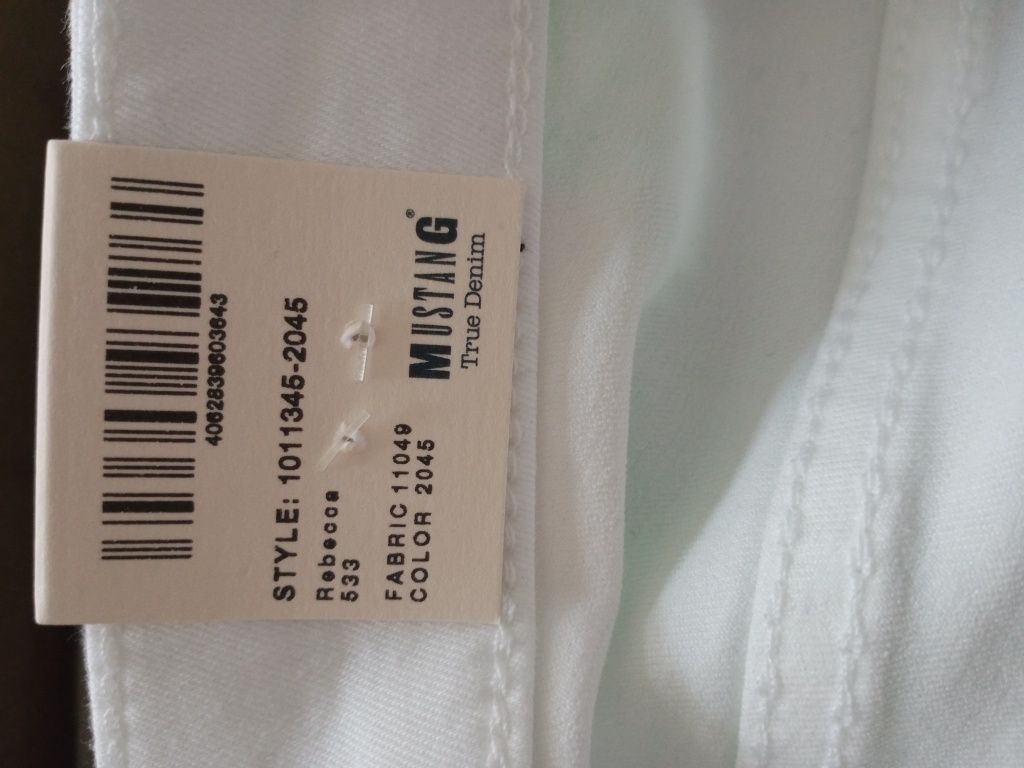 4062839603643
STYLE: 1011345-2045
Rebecca
533
FABRIC 11049
COLOR 2045
MUSTANG®
True Denim